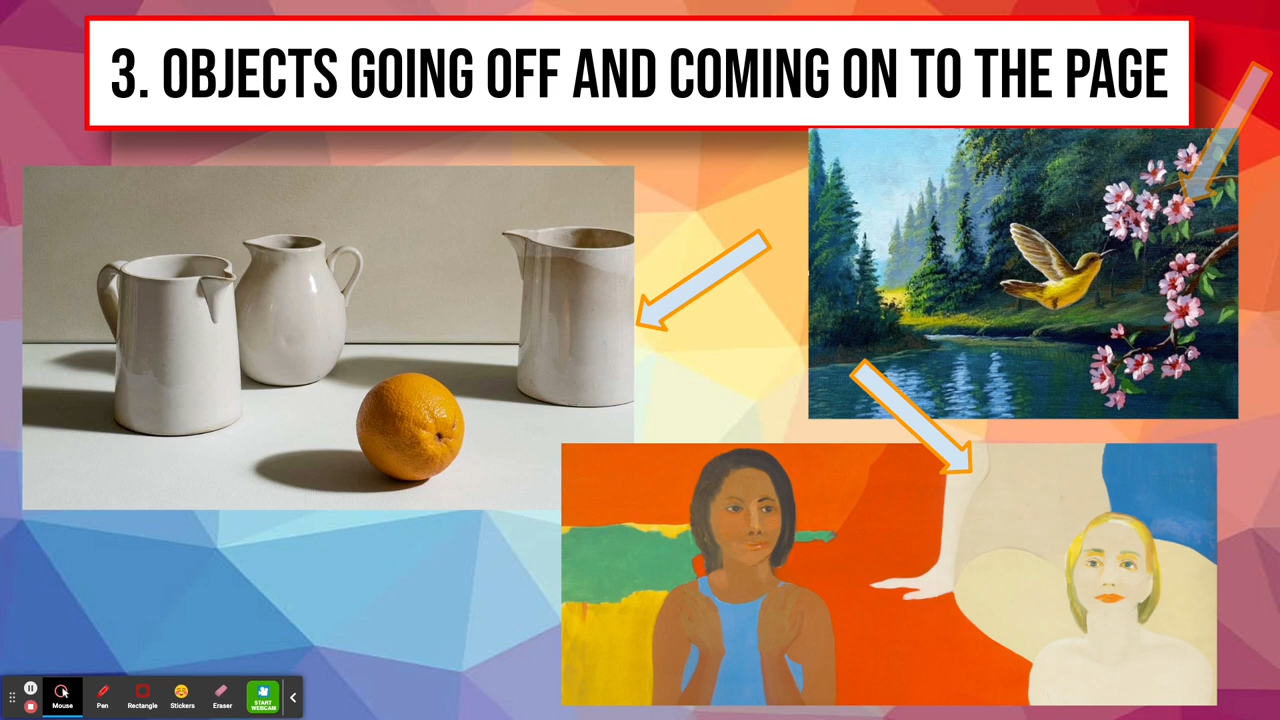 3. OBJECTS GOING OFF AND COMING ON TO THE PAGE
Mouse
Pen
Rectangle
Stickers
Eraser
START
WEBCAM